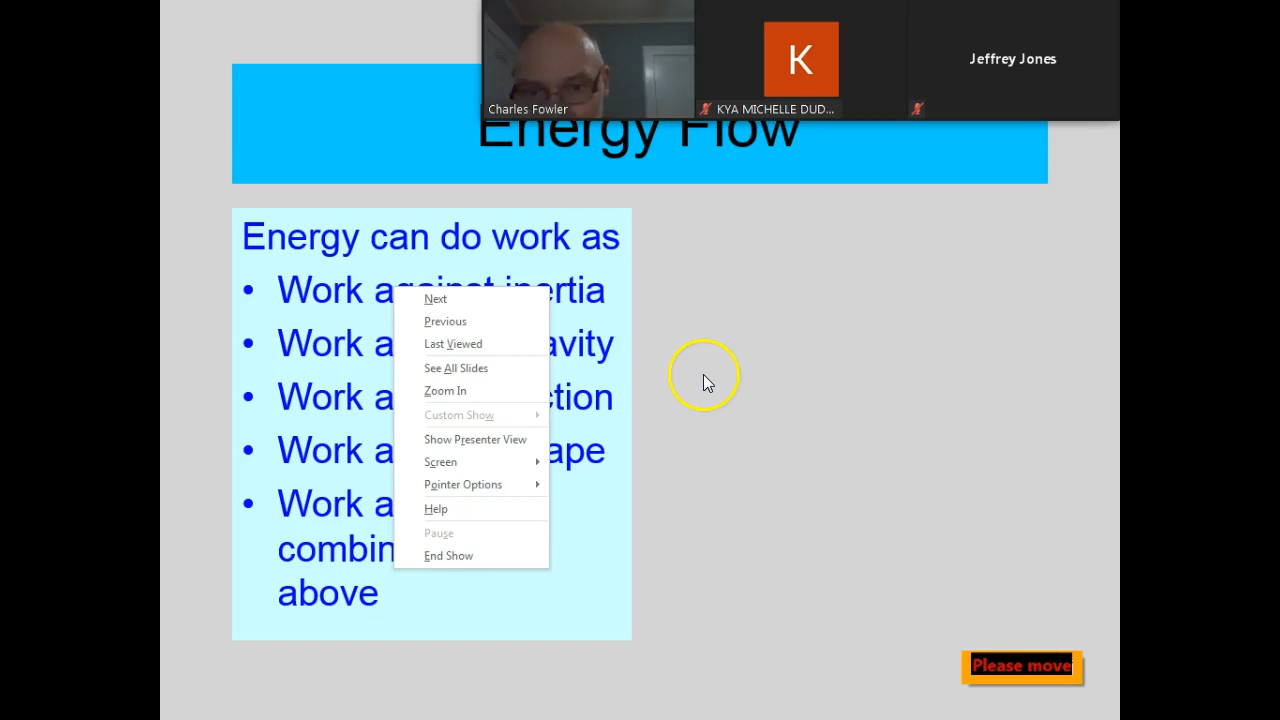 Charles Fowler
K
KYA MICHELLE DUD...
Jeffrey Jones
Energy Flow
Energy can do work as
• Work against inertia
• Work a avity
• Work a ction
• Work a ape
• Work a
combin
above
Next
Previous
Last Viewed
See All Slides
Zoom In
Custom Show
Show Presenter View
Screen
Pointer Options
Help
Pause
End Show
Please move